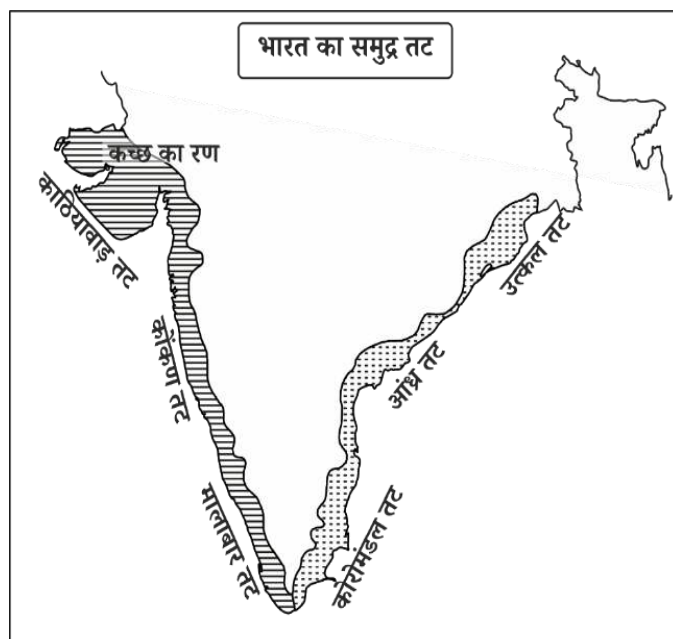 भारत का समुद्र तट
कच्छ का रण
काठियावाड़ तट
उत्कल तट
कोंकण तट
आंध्र तट
मालाबार तट
कोरोमंडल तट